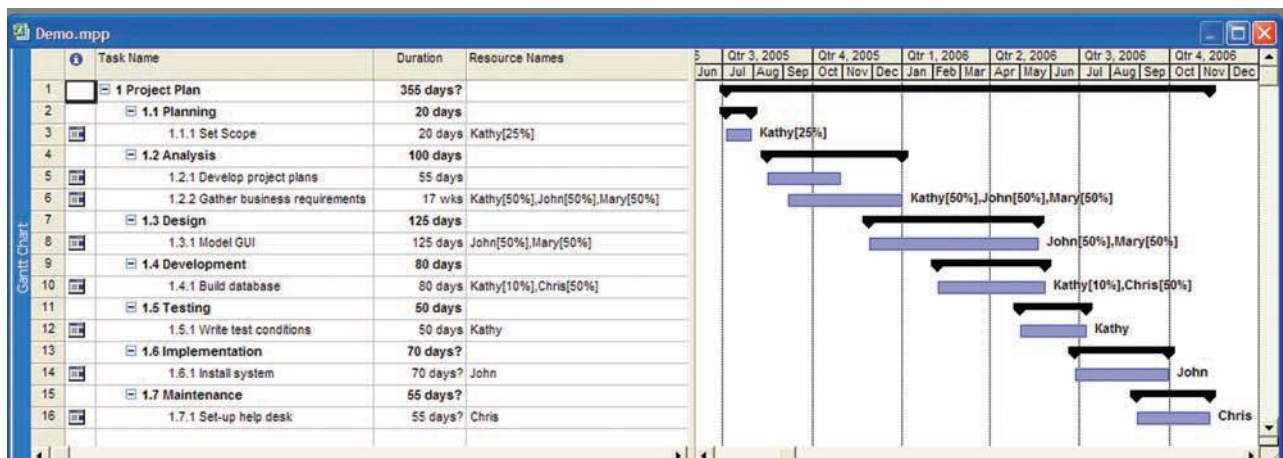 Demo.mpp
Task Name Duration Resource Names 5 Qtr 3, 2005 Qtr 4, 2005 Qtr 1, 2006 Qtr 2, 2006 Qtr 3, 2006 Qtr 4, 2006
Jun Jul Aug Sep Oct Nov Dec Jan Feb Mar Apr May Jun Jul Aug Sep Oct Nov Dec
1 1 Project Plan 355 days?
2 1.1 Planning 20 days
3 1.1.1 Set Scope 20 days Kathy[25%] Kathy[25%]
4 1.2 Analysis 100 days
5 1.2.1 Develop project plans 55 days
6 1.2.2 Gather business requirements 17 wks Kathy[50%],John[50%],Mary[50%] Kathy[50%],John[50%],Mary[50%]
7 1.3 Design 125 days
8 1.3.1 Model GUI 125 days John[50%],Mary[50%] John[50%],Mary[50%]
9 1.4 Development 80 days
10 1.4.1 Build database 80 days Kathy[10%],Chris[50%] Kathy[10%],Chris[50%]
11 1.5 Testing 50 days
12 1.5.1 Write test conditions 50 days Kathy Kathy
13 1.6 Implementation 70 days?
14 1.6.1 Install system 70 days? John John
15 1.7 Maintenance 55 days?
16 1.7.1 Set-up help desk 55 days? Chris Chris
Gantt Chart